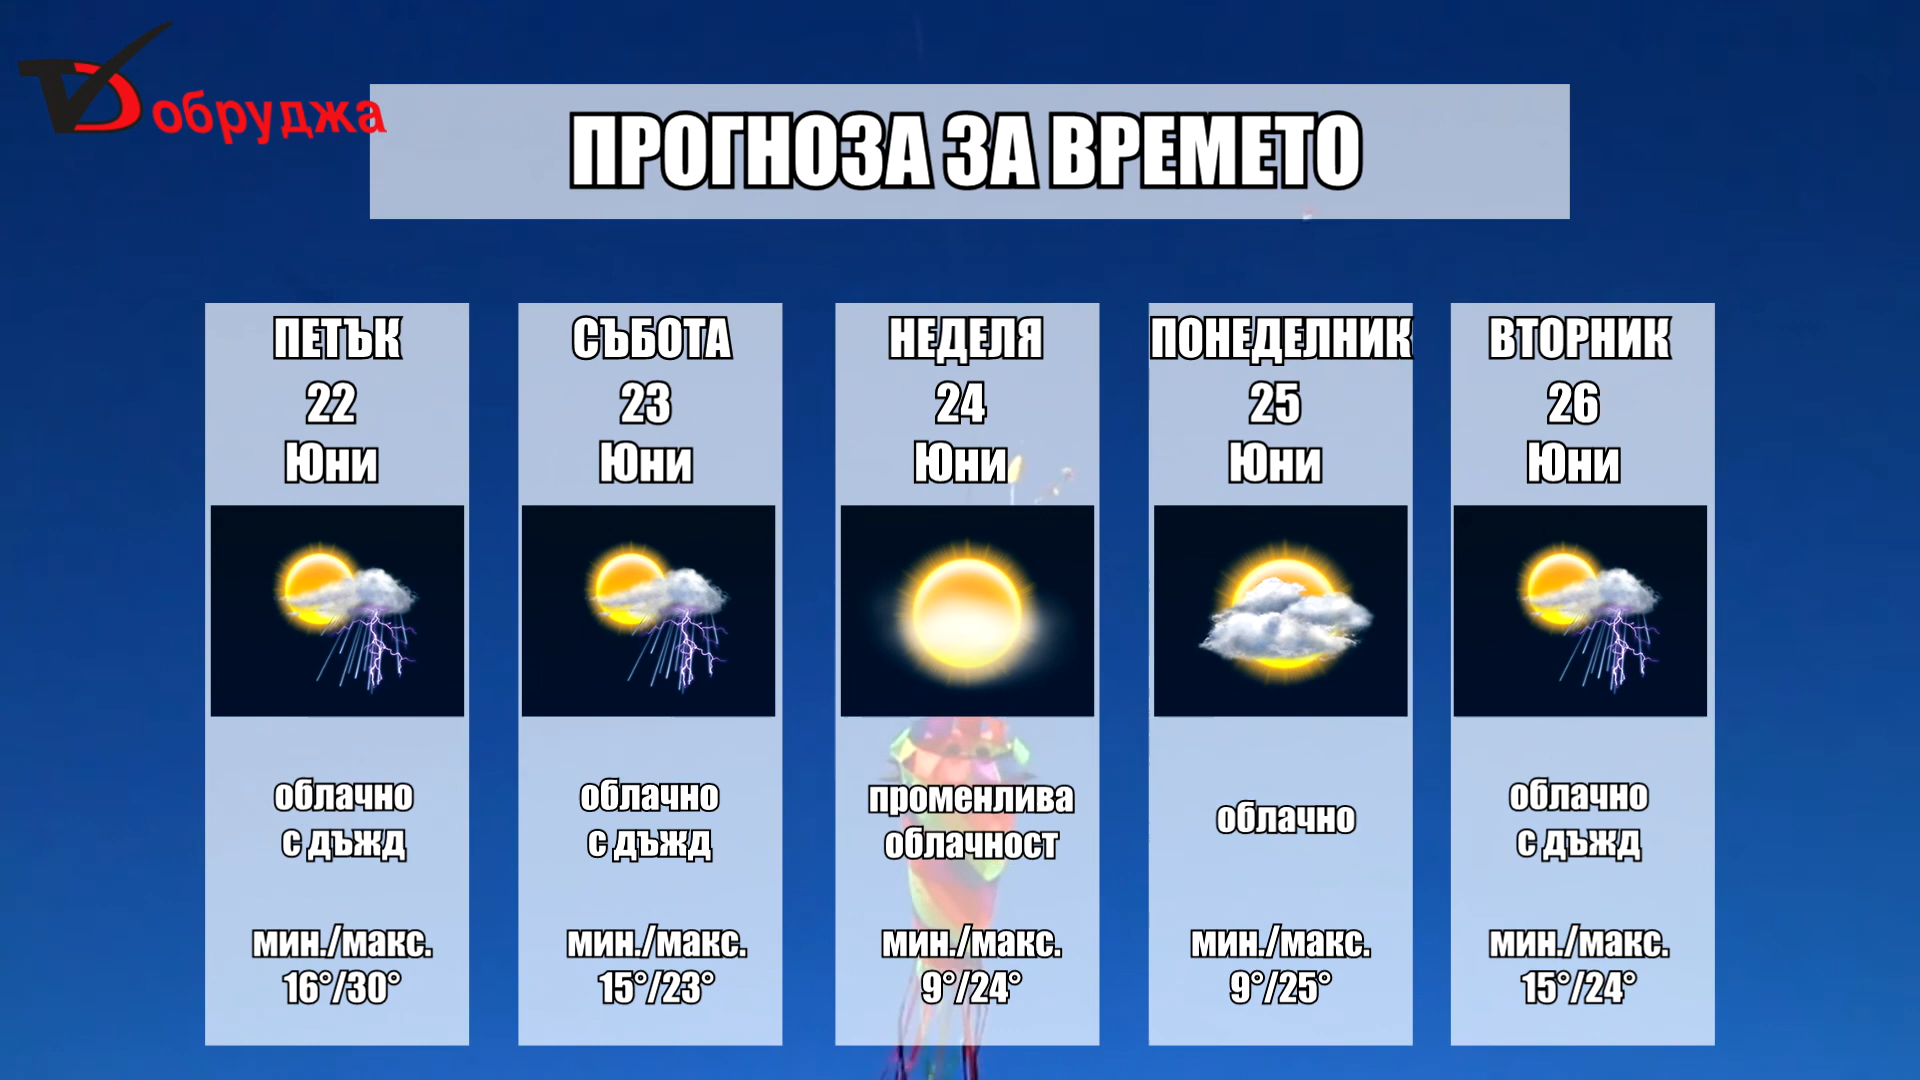 Добруджа
ПРОГНОЗА ЗА ВРЕМЕТО
ПЕТЪК
22
Юни
облачно
с дъжд
мин./макс.
16°/30°
СЪБОТА
23
Юни
облачно
с дъжд
мин./макс.
15°/23°
НЕДЕЛЯ
24
Юни
променлива
облачност
мин./макс.
9°/24°
ПОНЕДЕЛНИК
25
Юни
облачно
мин./макс.
9°/25°
ВТОРНИК
26
Юни
облачно
с дъжд
мин./макс.
15°/24°